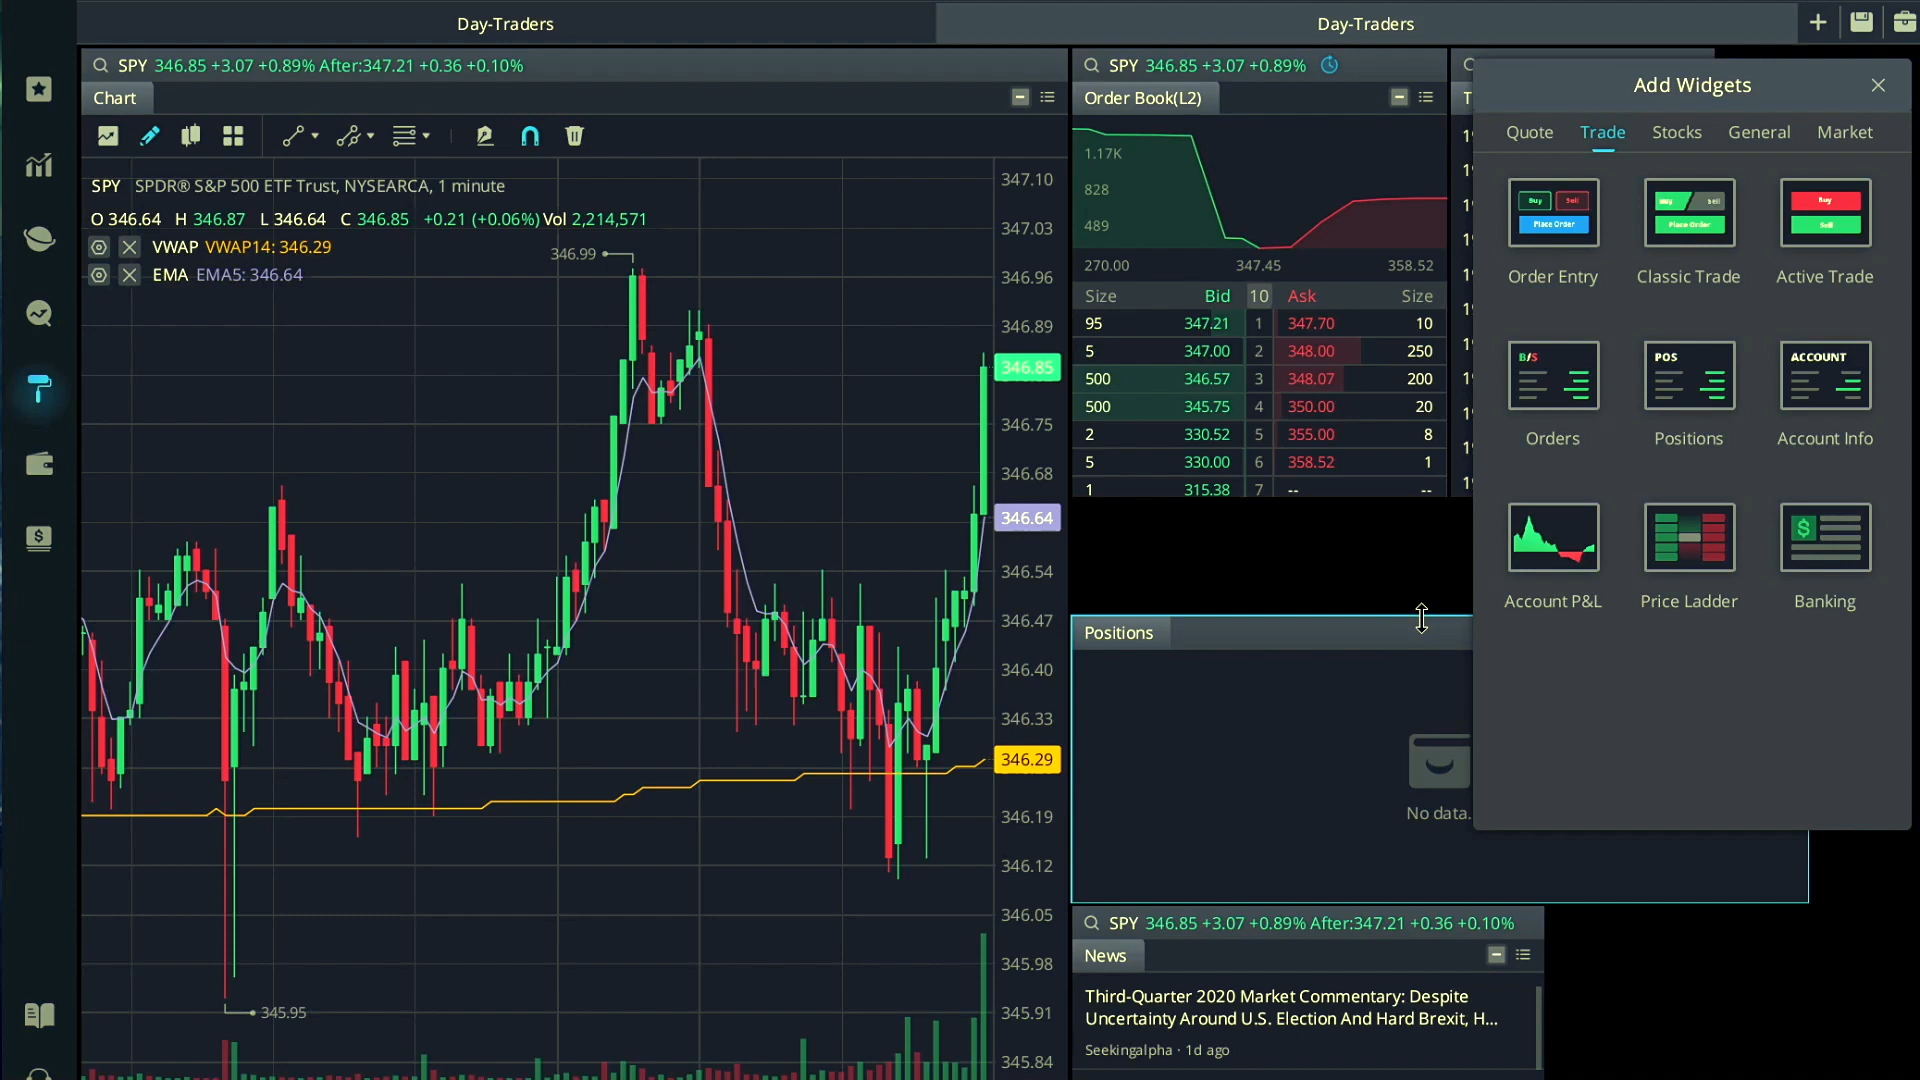 Day-Traders
Day-Traders
SPY 346.85 +3.07 +0.89% After:347.21 +0.36 +0.10%
Chart
SPY SPDR® S&P 500 ETF Trust, NYSEARCA, 1 minute
O 346.64 H 346.87 L 346.64 C 346.85 +0.21 (+0.06%) Vol 2,214,571
VWAP VWAP14: 346.29
EMA EMA5: 346.64
346.99
345.95
347.10
347.03
346.96
346.89
346.85
346.75
346.68
346.64
346.54
346.47
346.40
346.33
346.29
346.19
346.12
346.05
345.98
345.91
345.84
SPY 346.85 +3.07 +0.89%
Order Book(L2)
1.17K
828
489
270.00 347.45 358.52
Size Bid 10 Ask Size
95 347.21 1 347.70 10
5 347.00 2 348.00 250
500 346.57 3 348.07 200
500 345.75 4 350.00 20
2 330.52 5 355.00 8
5 330.00 6 358.52 1
1 315.38 7 -- --
Positions
No data.
SPY 346.85 +3.07 +0.89% After:347.21 +0.36 +0.10%
News
Third-Quarter 2020 Market Commentary: Despite
Uncertainty Around U.S. Election And Hard Brexit, H...
Seekingalpha · 1d ago
Add Widgets
Quote Trade Stocks General Market
Buy Sell
Place Order
Buy Sell
Place Order
Buy
Sell
Order Entry Classic Trade Active Trade
B/S POS ACCOUNT
Orders Positions Account Info
$
Account P&L Price Ladder Banking